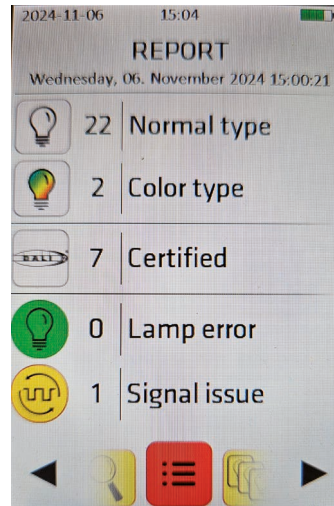 2024-11-06 15:04
REPORT
Wednesday, 06. November 2024 15:00:21
22 Normal type
2 Color type
DALI 7 Certified
0 Lamp error
1 Signal issue